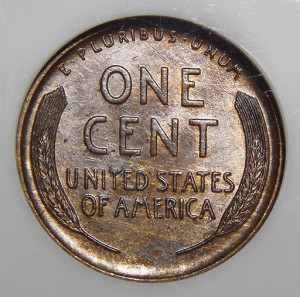 E·PLURIBUS·UNUM
ONE
CENT
UNITED STATES
OF AMERICA